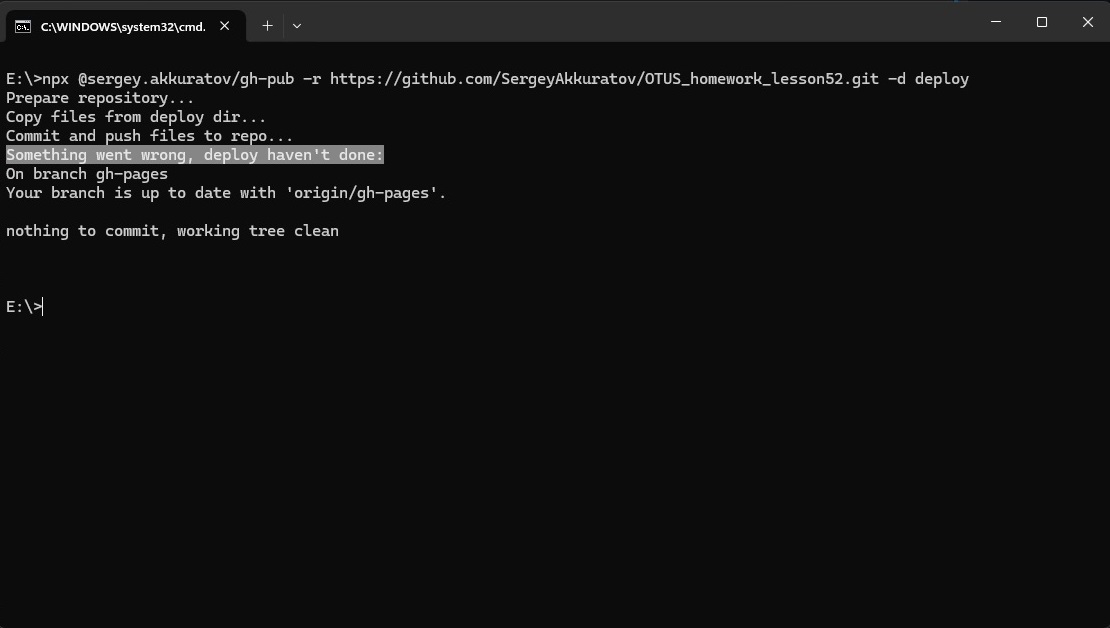 C:\WINDOWS\system32\cmd.
E:\>npx @sergey.akkuratov/gh-pub -r https://github.com/SergeyAkkuratov/OTUS_homework_lesson52.git -d deploy
Prepare repository...
Copy files from deploy dir...
Commit and push files to repo...
Something went wrong, deploy haven't done:
On branch gh-pages
Your branch is up to date with 'origin/gh-pages'.
nothing to commit, working tree clean
E:\>